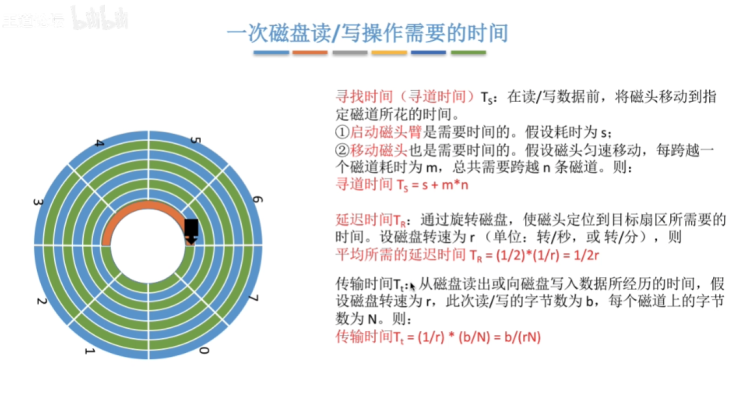 一次磁盘读/写操作需要的时间
寻找时间（寻道时间）Ts：在读/写数据前，将磁头移动到指
定磁道所花的时间。
①启动磁头臂是需要时间的。假设耗时为 s；
②移动磁头也是需要时间的。假设磁头匀速移动，每跨越一
个磁道耗时为 m，总共需要跨越 n 条磁道。则：
寻道时间 Ts = s + m*n
延迟时间TR：通过旋转磁盘，使磁头定位到目标扇区所需要的
时间。设磁盘转速为 r （单位：转/秒，或 转/分），则
平均所需的延迟时间 TR = (1/2)*(1/r) = 1/2r
传输时间Tt：从磁盘读出或向磁盘写入数据所经历的时间，假
设磁盘转速为 r，此次读/写的字节数为 b，每个磁道上的字节
数为 N。则：
传输时间Tt = (1/r) * (b/N) = b/(rN)
4
5
3
6
2
7
1
0